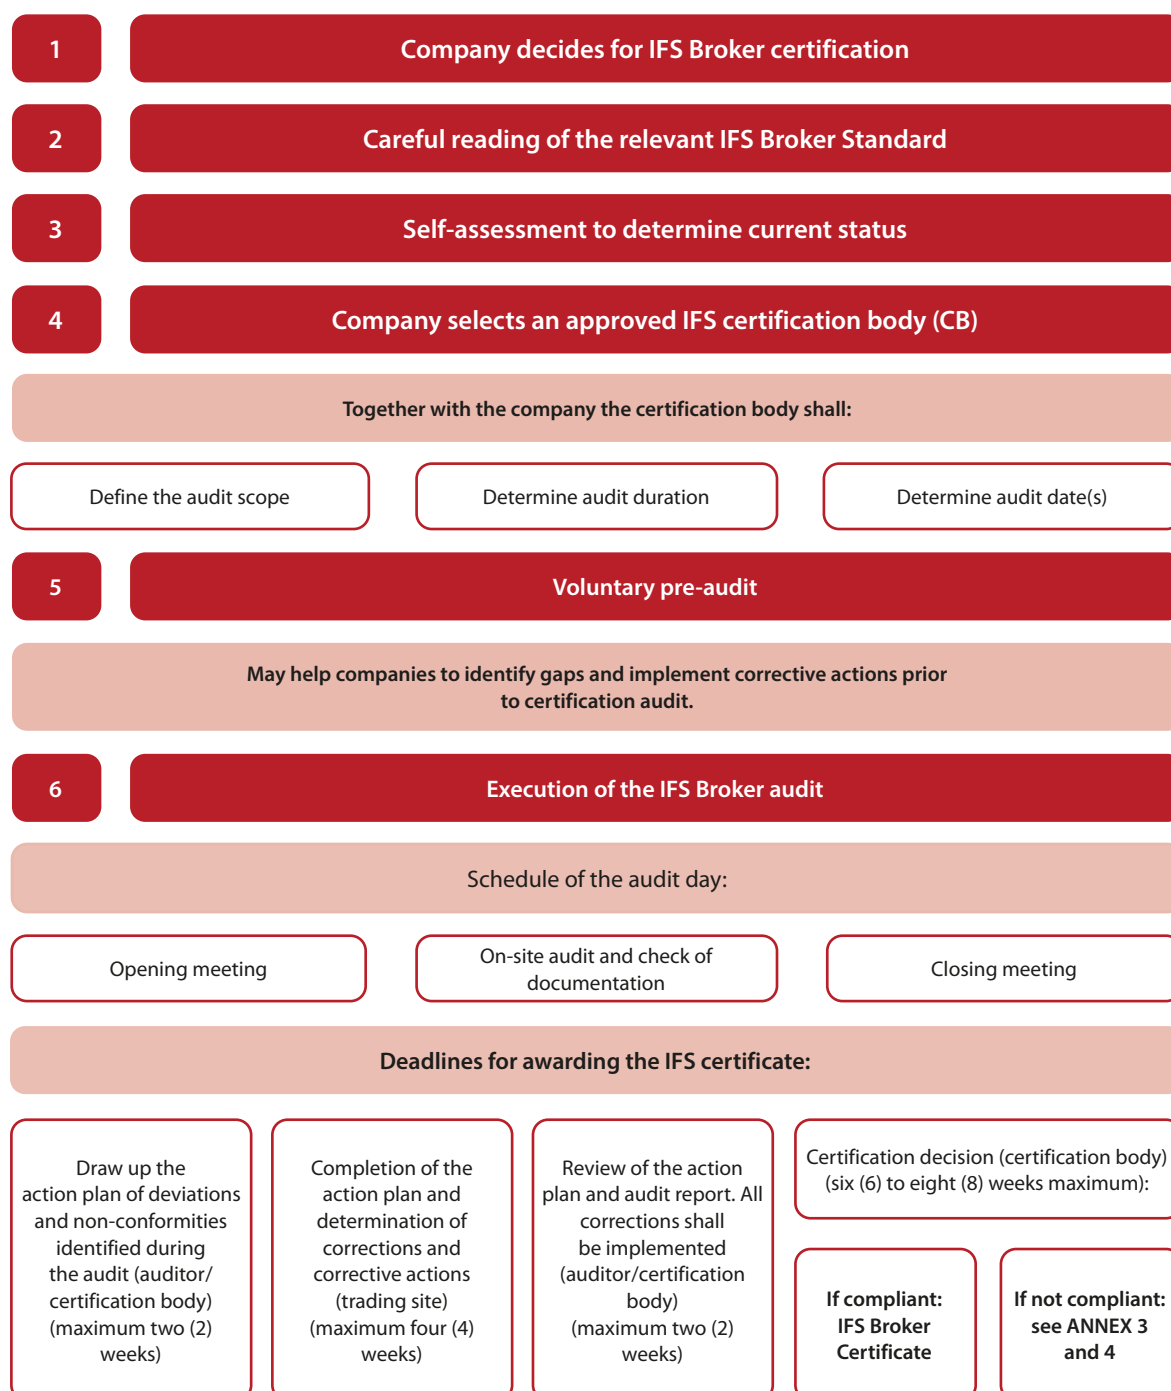 1
Company decides for IFS Broker certification
2
Careful reading of the relevant IFS Broker Standard
3
Self-assessment to determine current status
4
Company selects an approved IFS certification body (CB)
Together with the company the certification body shall:
Define the audit scope
Determine audit duration
Determine audit date(s)
5
Voluntary pre-audit
May help companies to identify gaps and implement corrective actions prior
to certification audit.
6
Execution of the IFS Broker audit
Schedule of the audit day:
Opening meeting
On-site audit and check of
documentation
Closing meeting
Deadlines for awarding the IFS certificate:
Draw up the
action plan of deviations
and non-conformities
identified during
the audit (auditor/
certification body)
(maximum two (2)
weeks)
Completion of the
action plan and
determination of
corrections and
corrective actions
(trading site)
(maximum four (4)
weeks)
Review of the action
plan and audit report. All
corrections shall
be implemented
(auditor/certification
body)
(maximum two (2)
weeks)
Certification decision (certification body)
(six (6) to eight (8) weeks maximum):
If compliant:
IFS Broker
Certificate
If not compliant:
see ANNEX 3
and 4